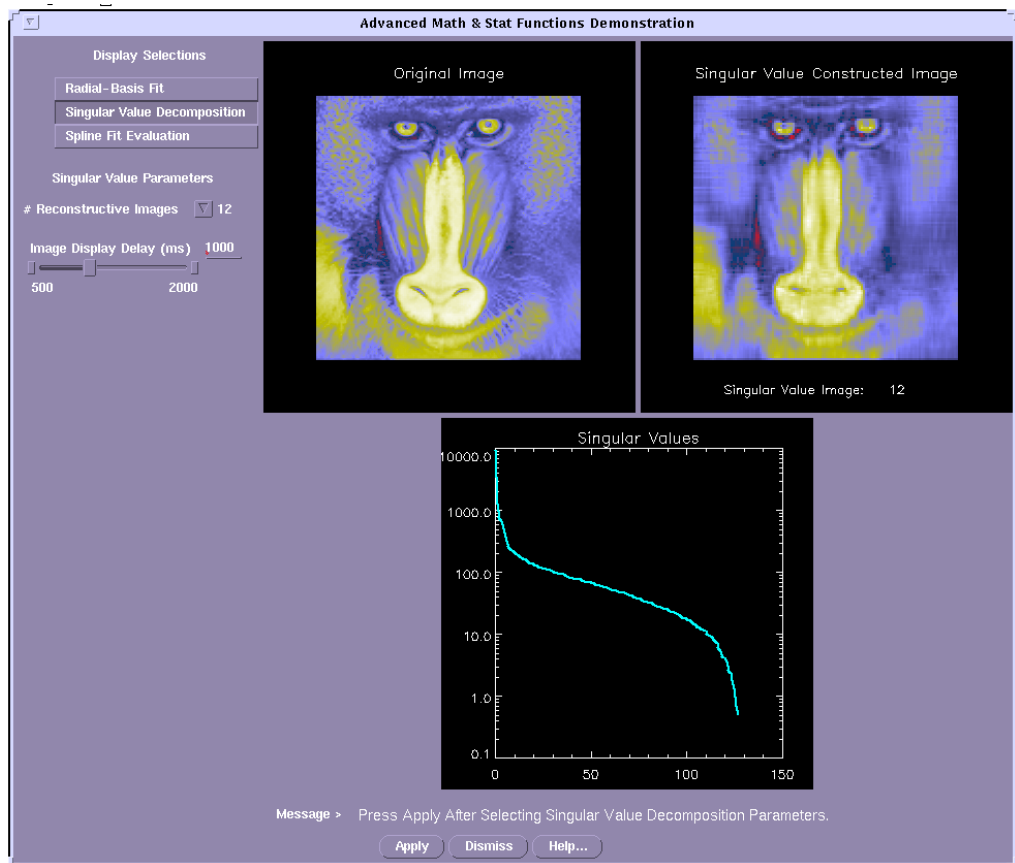 Advanced Math & Stat Functions Demonstration
Display Selections
Radial-Basis Fit
Singular Value Decomposition
Spline Fit Evaluation
Singular Value Parameters
# Reconstructive Images 12
Image Display Delay (ms) 1000
500 2000
Original Image
Singular Value Constructed Image
Singular Value Image: 12
Singular Values
10000.0
1000.0
100.0
10.0
1.0
0.1
0 50 100 150
Message > Press Apply After Selecting Singular Value Decomposition Parameters.
Apply Dismiss Help...